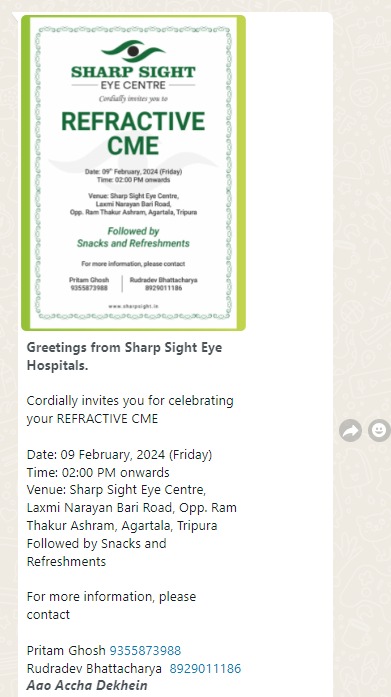 SHARP SIGHT
EYE CENTRE
Cordially invites you to
REFRACTIVE
CME
Date: 09th February, 2024 (Friday)
Time: 02:00 PM onwards
Venue: Sharp Sight Eye Centre,
Laxmi Narayan Bari Road,
Opp. Ram Thakur Ashram, Agartala, Tripura
Followed by
Snacks and Refreshments
For more information, please contact
Pritam Ghosh
9355873988
Rudradev Bhattacharya
8929011186
www.sharpsight.in
Greetings from Sharp Sight Eye
Hospitals.
Cordially invites you for celebrating
your REFRACTIVE CME
Date: 09 February, 2024 (Friday)
Time: 02:00 PM onwards
Venue: Sharp Sight Eye Centre,
Laxmi Narayan Bari Road, Opp. Ram
Thakur Ashram, Agartala, Tripura
Followed by Snacks and
Refreshments
For more information, please
contact
Pritam Ghosh 9355873988
Rudradev Bhattacharya 8929011186
Aao Accha Dekhein